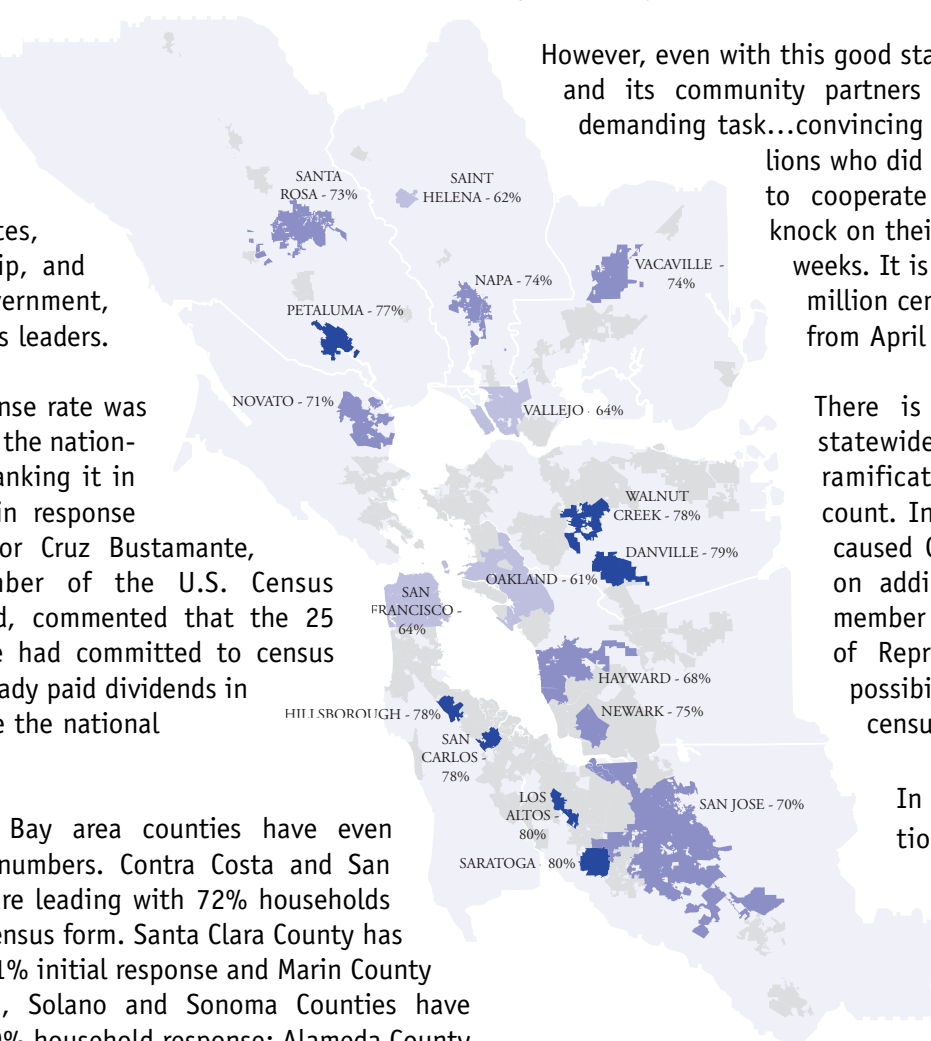 However, even with this good sta
and its community partners
demanding task...convincing
lions who did
to cooperate
knock on thei
weeks. It is
million cen
from April
There is
statewide
ramificat
count. In
caused
on addi
member
of Repr
possibi
censu
In
tio
tes,
ip, and
ernment,
s leaders.
nse rate was
the nation-
anking it in
in response
or Cruz Bustamante,
mber of the U.S. Census
d, commented that the 25
e had committed to census
eady paid dividends in
e the national
Bay area counties have even
numbers. Contra Costa and San
re leading with 72% households
ensus form. Santa Clara County has
1% initial response and Marin County
, Solano and Sonoma Counties have
0% household response; Alameda County
SANTA
ROSA - 73%
SAINT
HELENA - 62%
NAPA - 74%
VACAVILLE -
74%
PETALUMA - 77%
NOVATO - 71%
VALLEJO - 64%
WALNUT
CREEK - 78%
DANVILLE - 79%
OAKLAND - 61%
SAN
FRANCISCO -
64%
HAYWARD - 68%
NEWARK - 75%
HILLSBOROUGH - 78%
SAN
CARLOS -
78%
LOS
ALTOS -
80%
SAN JOSE - 70%
SARATOGA 80%